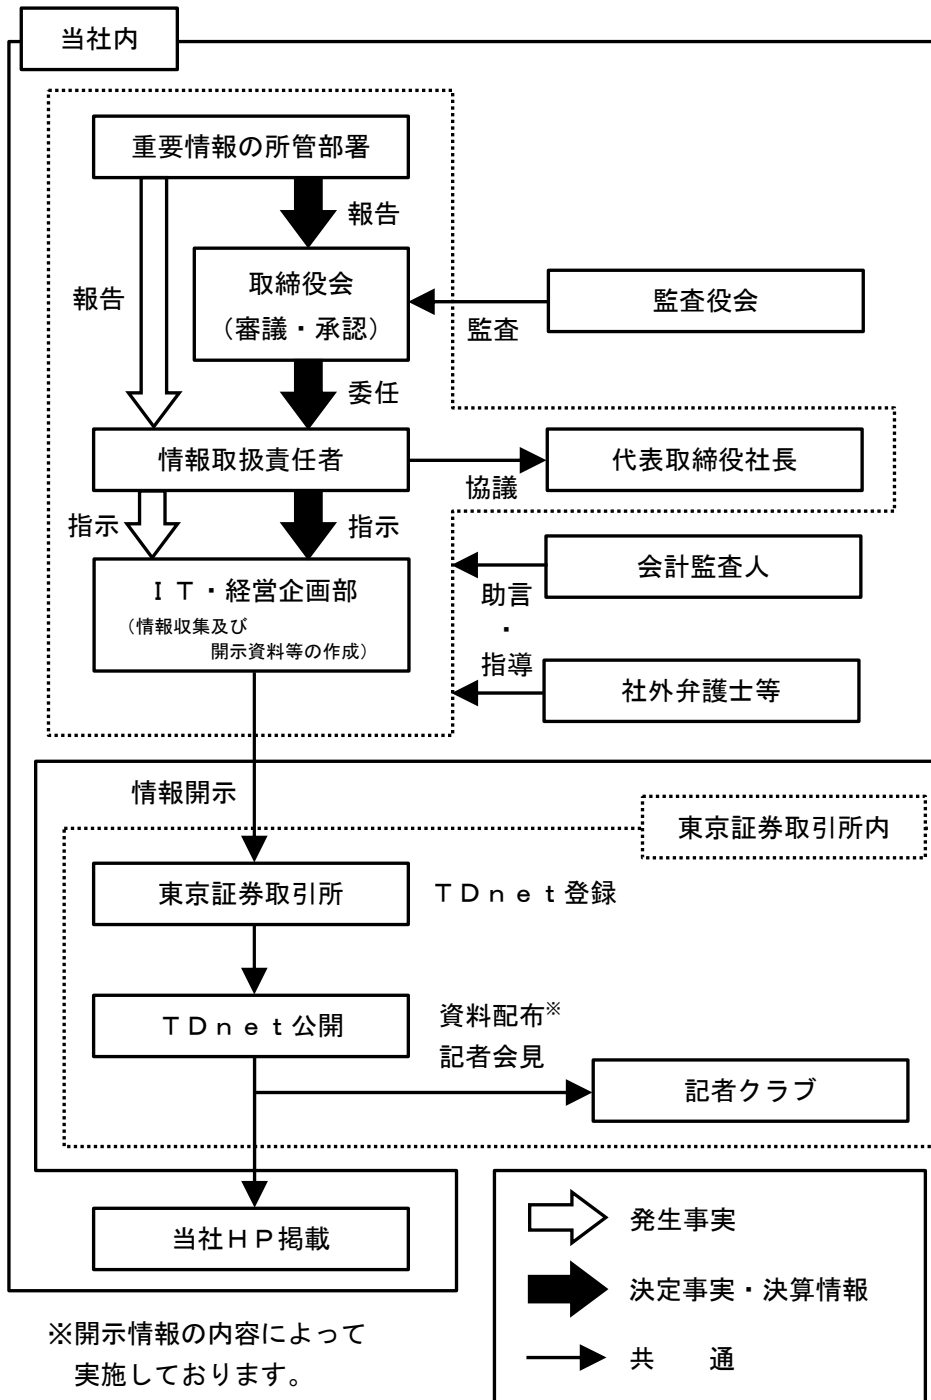 当社内
重要情報の所管部署
報告
報告
取締役会
（審議・承認）
監査役会
監査
委任
情報取扱責任者
代表取締役社長
協議
指示
指示
ＩＴ・経営企画部
（情報収集及び
開示資料等の作成）
会計監査人
助言
・
指導
社外弁護士等
情報開示
東京証券取引所内
東京証券取引所
ＴＤｎｅｔ登録
ＴＤｎｅｔ公開
資料配布※
記者会見
記者クラブ
当社ＨＰ掲載
発生事実
決定事実・決算情報
共　　通
※開示情報の内容によって
実施しております。